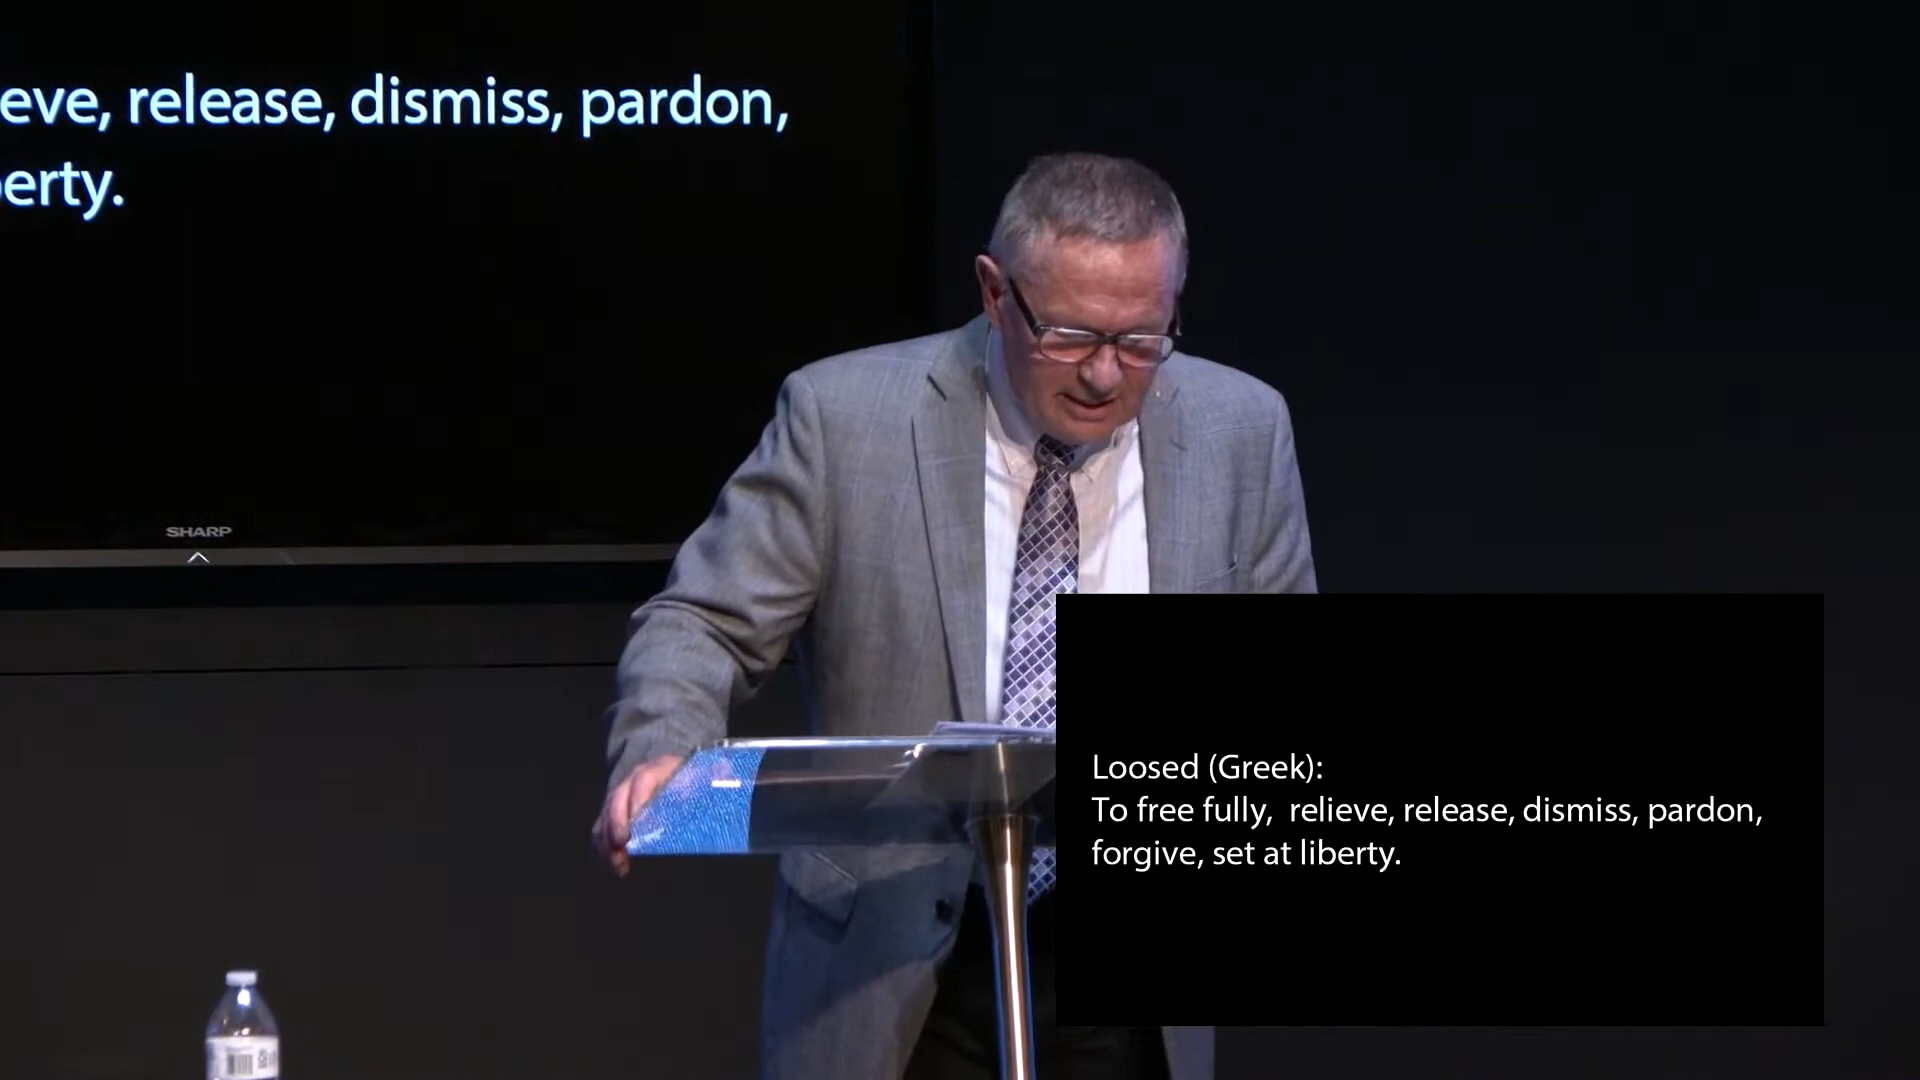 eve, release, dismiss, pardon,
erty.
SHARP
Loosed (Greek):
To free fully,  relieve, release, dismiss, pardon,
forgive, set at liberty.